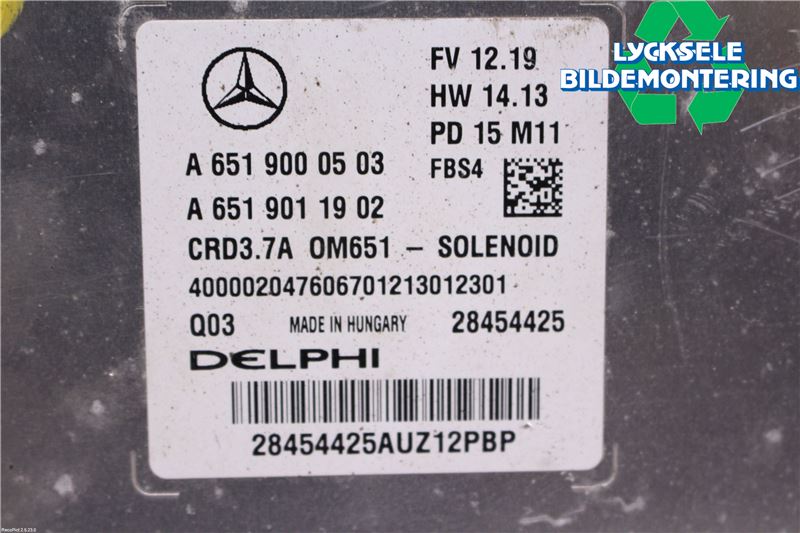 LYCKSELE
BILDEMONTERING
FV 12.19
HW 14.13
PD 15 M11
A 651 900 05 03
FBS4
A 651 901 19 02
CRD3.7A OM651 - SOLENOID
400002047606701213012301
Q03 MADE IN HUNGARY 28454425
DELPHI
28454425AUZ12PBP